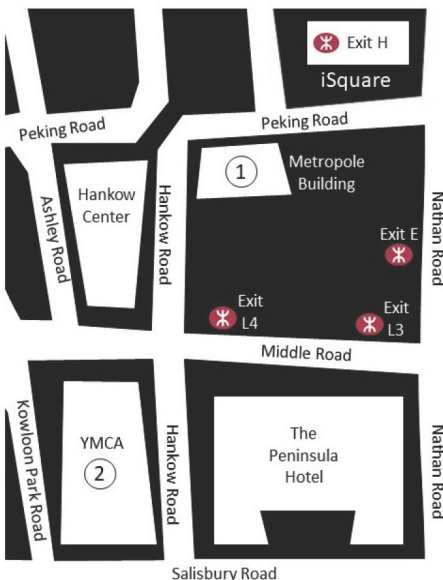 Exit H
iSquare
Peking Road
Peking Road
Metropole
Building
1
Hankow
Center
Ashley Road
Hankow Road
Nathan Road
Exit E
Exit
L4
Exit
L3
Middle Road
Kowloon Park Road
YMCA
2
Hankow Road
The
Peninsula
Hotel
Nathan Road
Salisbury Road